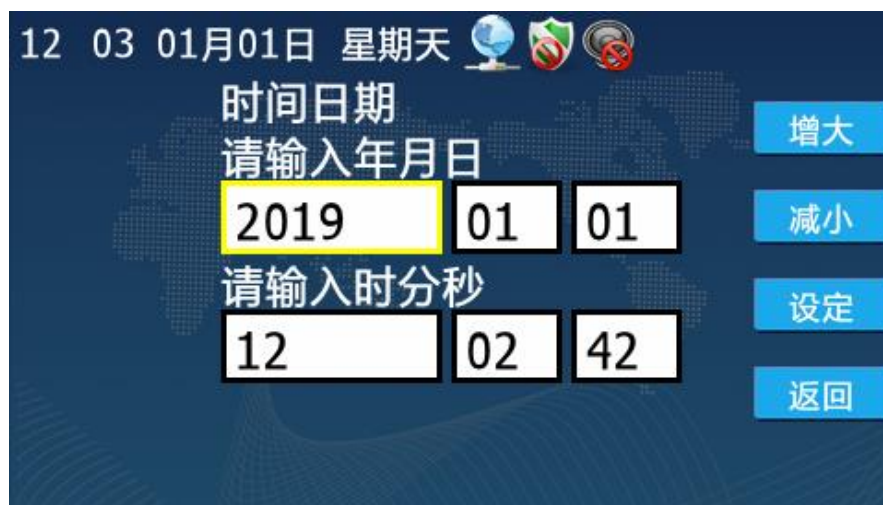 12 03 01月01日 星期天
时间日期
请输入年月日
2019 01 01
请输入时分秒
12 02 42
增大
减小
设定
返回